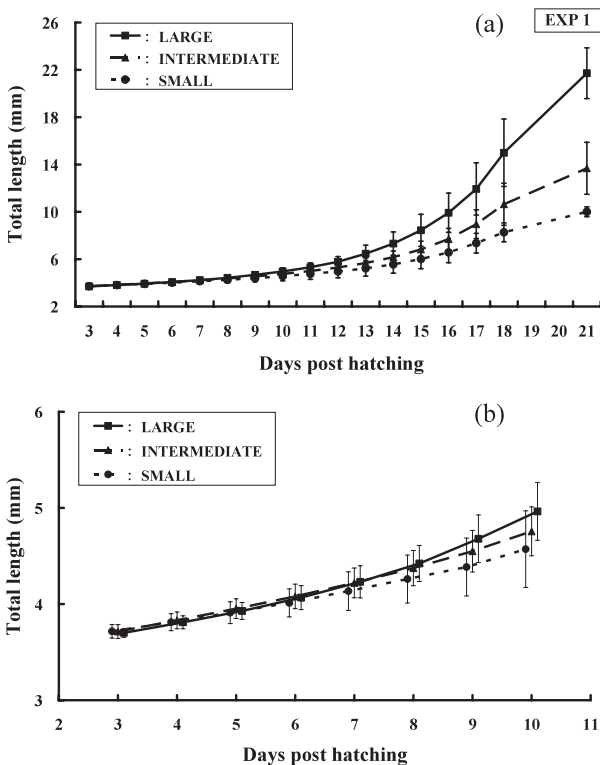 (a)
EXP 1
: LARGE
: INTERMEDIATE
: SMALL
Total length (mm)
26
22
18
14
10
6
2
3 4 5 6 7 8 9 10 11 12 13 14 15 16 17 18 19 20 21
Days post hatching
(b)
: LARGE
: INTERMEDIATE
: SMALL
Total length (mm)
6
5
4
3
2 3 4 5 6 7 8 9 10 11
Days post hatching